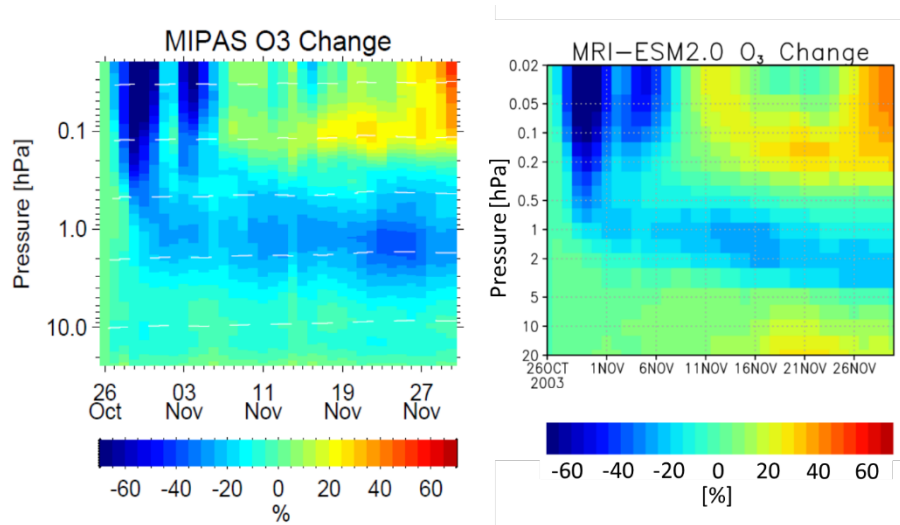 MIPAS O3 Change
Pressure [hPa]
0.1
1.0
10.0
26 03 11 19 27
Oct Nov Nov Nov Nov
-60 -40 -20 0 20 40 60
%
MRI-ESM2.0 O₃ Change
Pressure [hPa]
0.02
0.05
0.1
0.2
0.5
1
2
5
10
20
26OCT 1NOV 6NOV 11NOV 16NOV 21NOV 26NOV
2003
-60 -40 -20 0 20 40 60
[%]